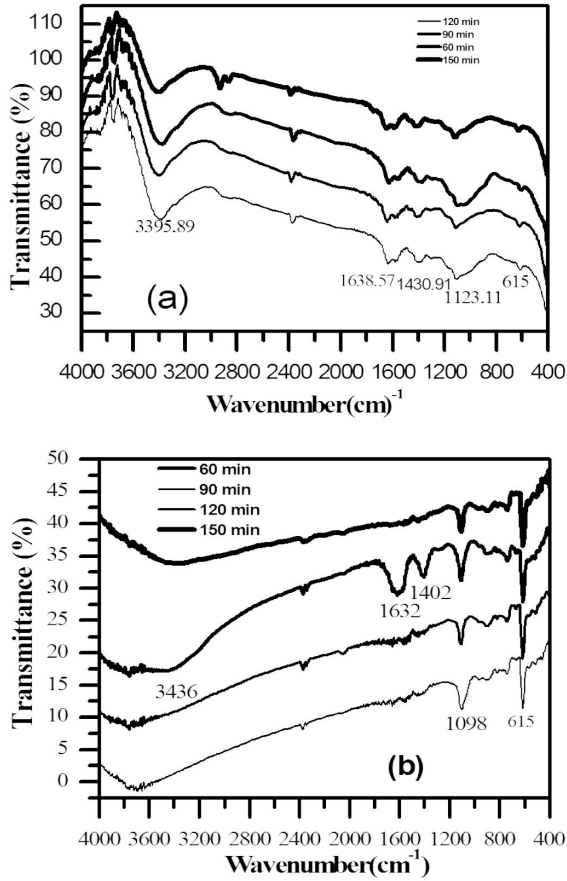 120 min
90 min
60 min
150 min
110
100
90
80
70
60
50
40
30
Transmittance (%)
3395.89
1638.57
1430.91
1123.11
615
(a)
4000 3600 3200 2800 2400 2000 1600 1200 800 400
Wavenumber(cm)-1
50
45
40
35
30
25
20
15
10
5
0
Transmittance (%)
60 min
90 min
120 min
150 min
1632
1402
3436
1098
615
(b)
4000 3600 3200 2800 2400 2000 1600 1200 800 400
Wavenumber(cm-1)